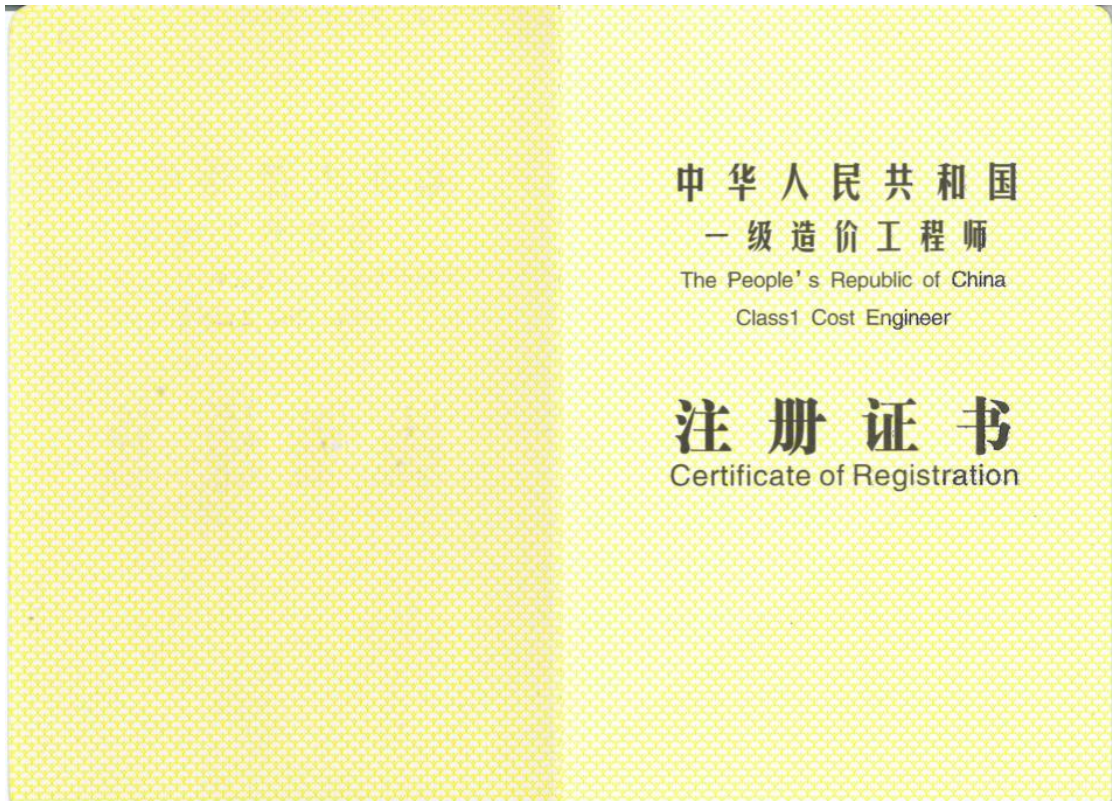 中华人民共和国
一级造价工程师
The People's Republic of China
Class1 Cost Engineer
注册证书
Certificate of Registration